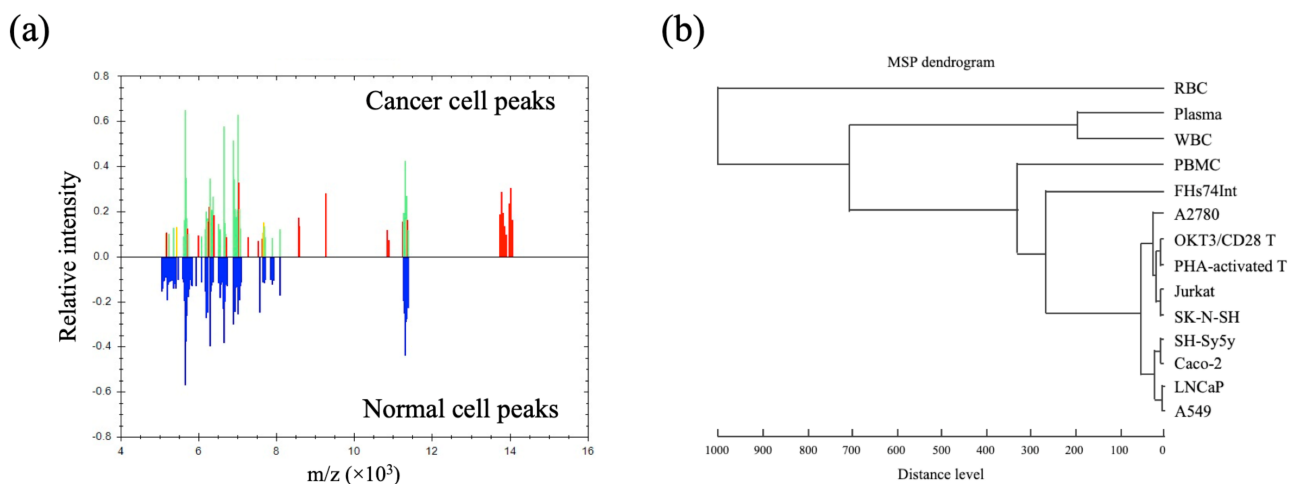 (a)
(b)
Cancer cell peaks
Normal cell peaks
Relative intensity
0.8
0.6
0.4
0.2
0.0
-0.2
-0.4
-0.6
-0.8
4 6 8 10 12 14 16
m/z (×10³)
MSP dendrogram
RBC
Plasma
WBC
PBMC
FHs74Int
A2780
OKT3/CD28 T
PHA-activated T
Jurkat
SK-N-SH
SH-Sy5y
Caco-2
LNCaP
A549
1000 900 800 700 600 500 400 300 200 100 0
Distance level